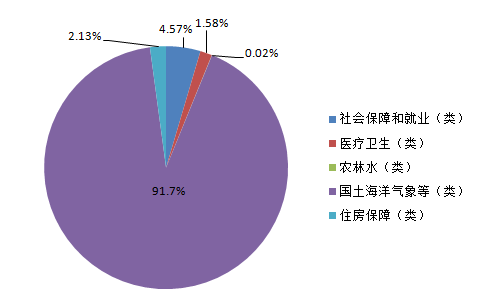 4.57%
1.58%
2.13%
0.02%
91.7%
社会保障和就业（类）
医疗卫生（类）
农林水（类）
国土海洋气象等（类）
住房保障（类）